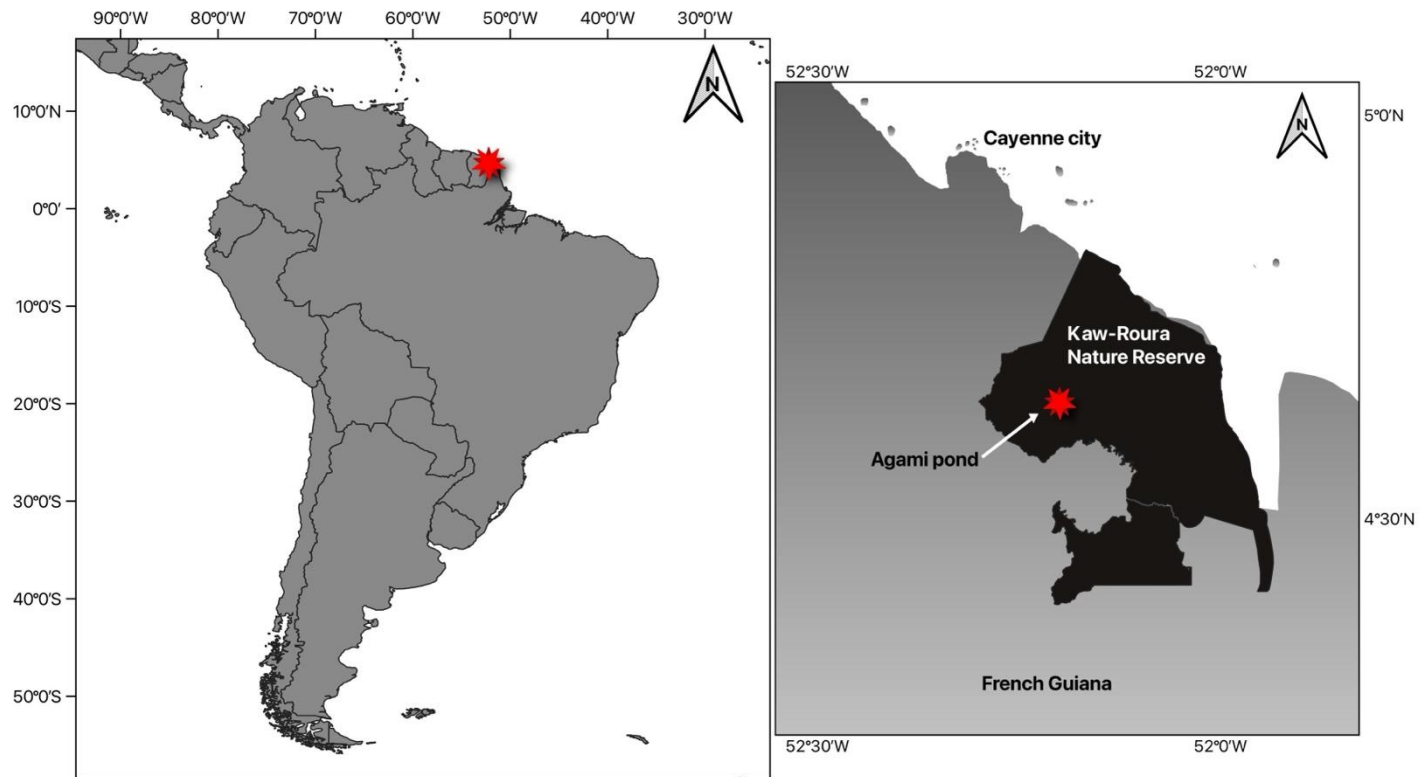 90°0′W 80°0′W 70°0′W 60°0′W 50°0′W 40°0′W 30°0′W
N
10°0′N
0°0′
10°0′S
20°0′S
30°0′S
40°0′S
50°0′S
52°30′W 52°0′W
5°0′N
N
Cayenne city
Kaw-Roura
Nature Reserve
Agami pond
4°30′N
French Guiana
52°30′W 52°0′W